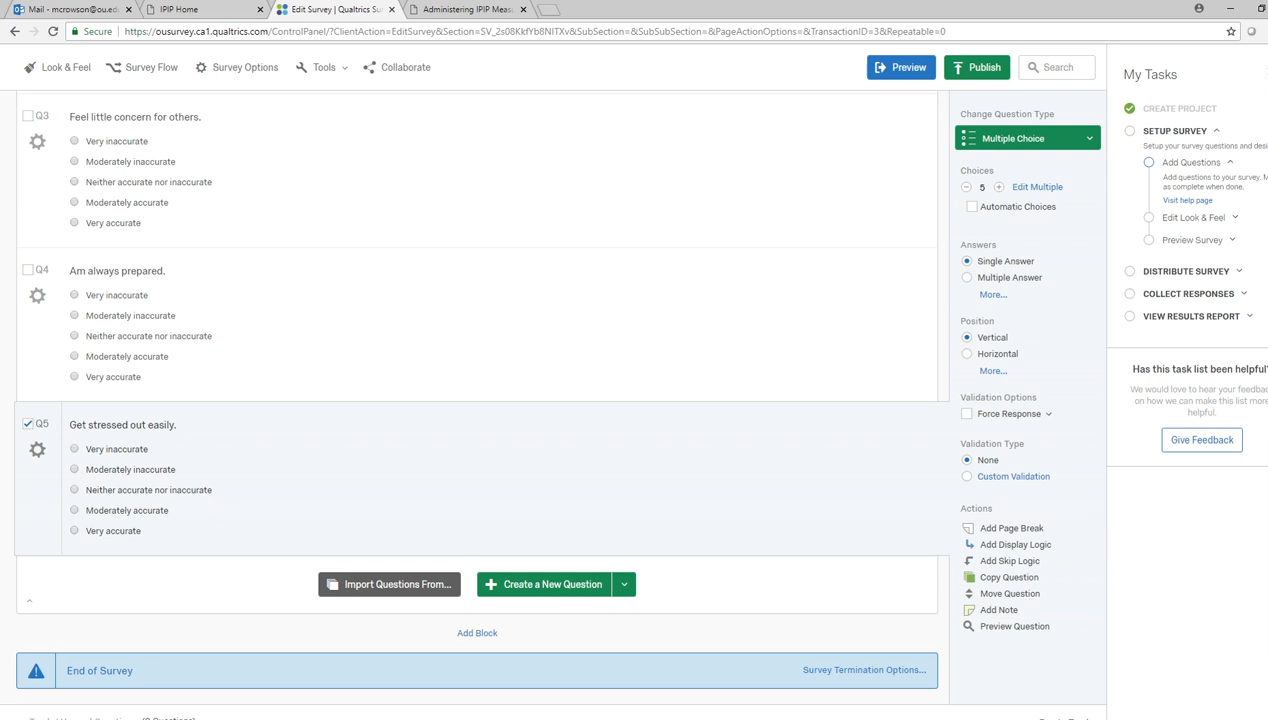 Mail - mcrowson@ou.ed
IPIP Home
Edit Survey | Qualtrics Su
Administering IPIP Measu
Secure
https://ousurvey.ca1.qualtrics.com/ControlPanel/?ClientAction=EditSurvey&Section=SV_2s08KkfYb8NITXv&SubSection=&SubSubSection=&PageActionOptions=&TransactionID=3&Repeatable=0
Look & Feel
Survey Flow
Survey Options
Tools
Collaborate
Preview
Publish
Search
Q3
Feel little concern for others.
Very inaccurate
Moderately inaccurate
Neither accurate nor inaccurate
Moderately accurate
Very accurate
Q4
Am always prepared.
Very inaccurate
Moderately inaccurate
Neither accurate nor inaccurate
Moderately accurate
Very accurate
Q5
Get stressed out easily.
Very inaccurate
Moderately inaccurate
Neither accurate nor inaccurate
Moderately accurate
Very accurate
Import Questions From...
Create a New Question
Add Block
End of Survey
Survey Termination Options...
Change Question Type
Multiple Choice
Choices
5
Edit Multiple
Automatic Choices
Answers
Single Answer
Multiple Answer
More...
Position
Vertical
Horizontal
More...
Validation Options
Force Response
Validation Type
None
Custom Validation
Actions
Add Page Break
Add Display Logic
Add Skip Logic
Copy Question
Move Question
Add Note
Preview Question
My Tasks
CREATE PROJECT
SETUP SURVEY
Setup your survey questions and desi
Add Questions
Add questions to your survey. M
as complete when done.
Visit help page
Edit Look & Feel
Preview Survey
DISTRIBUTE SURVEY
COLLECT RESPONSES
VIEW RESULTS REPORT
Has this task list been helpful?
We would love to hear your feedbac
on how we can make this list more
helpful.
Give Feedback